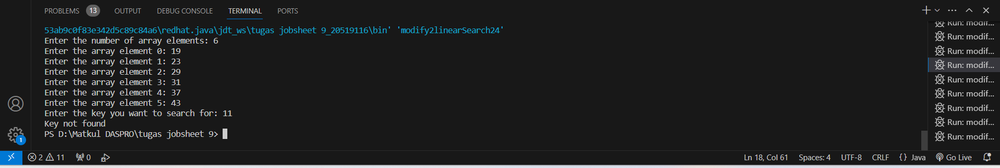 PROBLEMS 13 OUTPUT DEBUG CONSOLE TERMINAL PORTS
53ab9c0f83e342d5c89c84a6\redhat.java\jdt_ws\tugas jobsheet 9_20519116\bin' 'modify2linearSearch24'
Enter the number of array elements: 6
Enter the array element 0: 19
Enter the array element 1: 23
Enter the array element 2: 29
Enter the array element 3: 31
Enter the array element 4: 37
Enter the array element 5: 43
Enter the key you want to search for: 11
Key not found
PS D:\Matkul DASPRO\tugas jobsheet 9>
Run: modif...
Run: modif...
Run: modif...
Run: modif...
Run: modif...
Run: modif...
Run: modif...
Run: modif...
Run: modif...
1
2 11 0 Ln 18, Col 61 Spaces: 4 UTF-8 CRLF {} Java Go Live